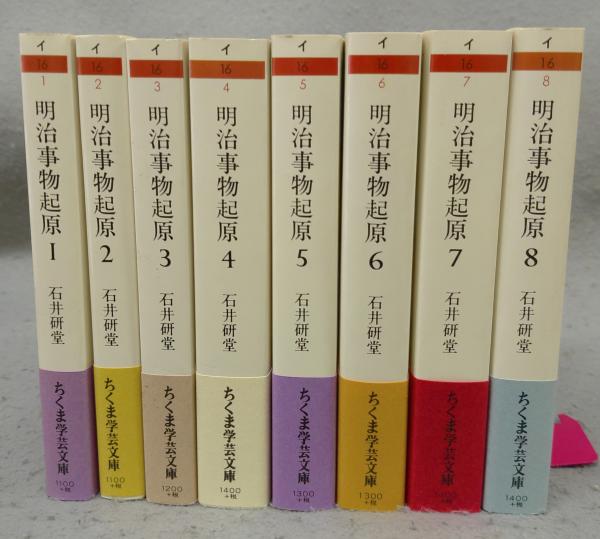 イ
16
1
明治事物起原 1
石井研堂
ちくま学芸文庫
1100
+税
イ
16
2
明治事物起原 2
石井研堂
ちくま学芸文庫
1100
+税
イ
16
3
明治事物起原 3
石井研堂
ちくま学芸文庫
1200
+税
イ
16
4
明治事物起原 4
石井研堂
ちくま学芸文庫
1400
+税
イ
16
5
明治事物起原 5
石井研堂
ちくま学芸文庫
1300
+税
イ
16
6
明治事物起原 6
石井研堂
ちくま学芸文庫
1300
+税
イ
16
7
明治事物起原 7
石井研堂
ちくま学芸文庫
+税
イ
16
8
明治事物起原 8
石井研堂
ちくま学芸文庫
1400
+税